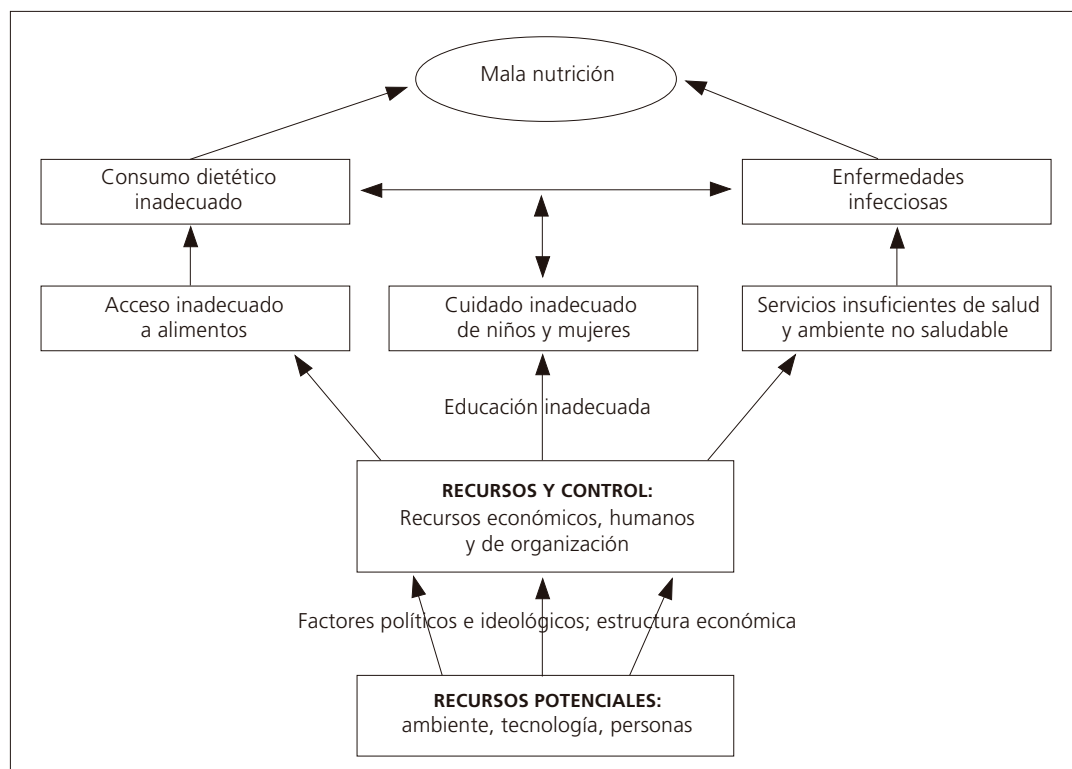 Mala nutrición
Consumo dietético
inadecuado
Enfermedades
infecciosas
Acceso inadecuado
a alimentos
Cuidado inadecuado
de niños y mujeres
Servicios insuficientes de salud
y ambiente no saludable
Educación inadecuada
RECURSOS Y CONTROL:
Recursos económicos, humanos
y de organización
Factores políticos e ideológicos; estructura económica
RECURSOS POTENCIALES:
ambiente, tecnología, personas